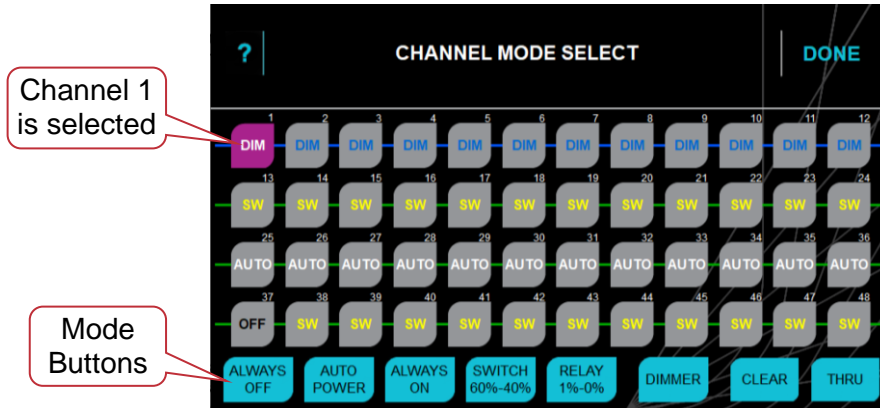 ? CHANNEL MODE SELECT DONE
Channel 1
is selected
1 2 3 4 5 6 7 8 9 10 11 12
DIM DIM DIM DIM DIM DIM DIM DIM DIM DIM DIM DIM
13 14 15 16 17 18 19 20 21 22 23 24
SW SW SW SW SW SW SW SW SW SW SW SW
25 26 27 28 29 30 31 32 33 34 35 36
AUTO AUTO AUTO AUTO AUTO AUTO AUTO AUTO AUTO AUTO AUTO AUTO
37 38 39 40 41 42 43 44 45 46 47 48
OFF SW SW SW SW SW SW SW SW SW SW SW
Mode
Buttons
ALWAYS
OFF
AUTO
POWER
ALWAYS
ON
SWITCH
60%-40%
RELAY
1%-0%
DIMMER
CLEAR
THRU